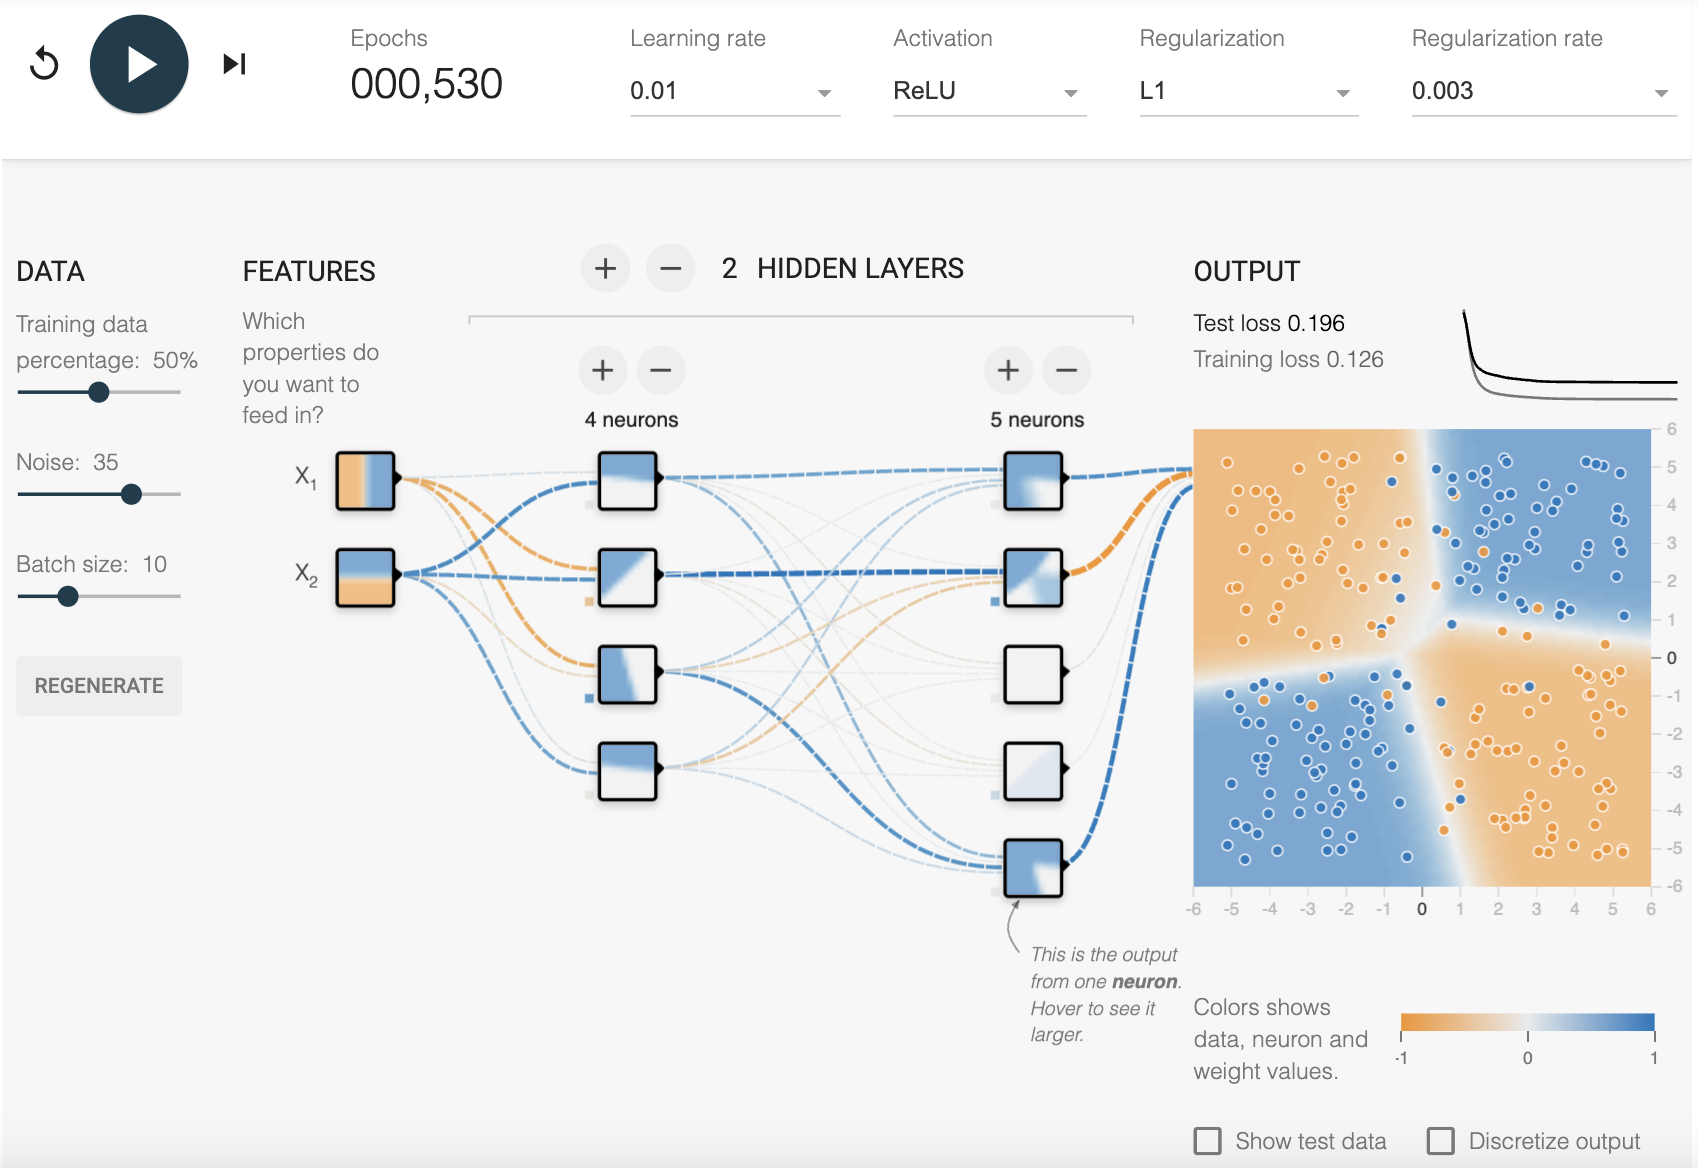 Epochs
000,530
Learning rate
0.01
Activation
ReLU
Regularization
L1
Regularization rate
0.003
DATA
Training data
percentage: 50%
Noise: 35
Batch size: 10
REGENERATE
FEATURES
Which
properties do
you want to
feed in?
X1
X2
+ − 2 HIDDEN LAYERS
+ −
4 neurons
+ −
5 neurons
This is the output
from one neuron.
Hover to see it
larger.
OUTPUT
Test loss 0.196
Training loss 0.126
6
5
4
3
2
1
0
-1
-2
-3
-4
-5
-6
-6 -5 -4 -3 -2 -1 0 1 2 3 4 5 6
Colors shows
data, neuron and
weight values.
-1 0 1
Show test data
Discretize output